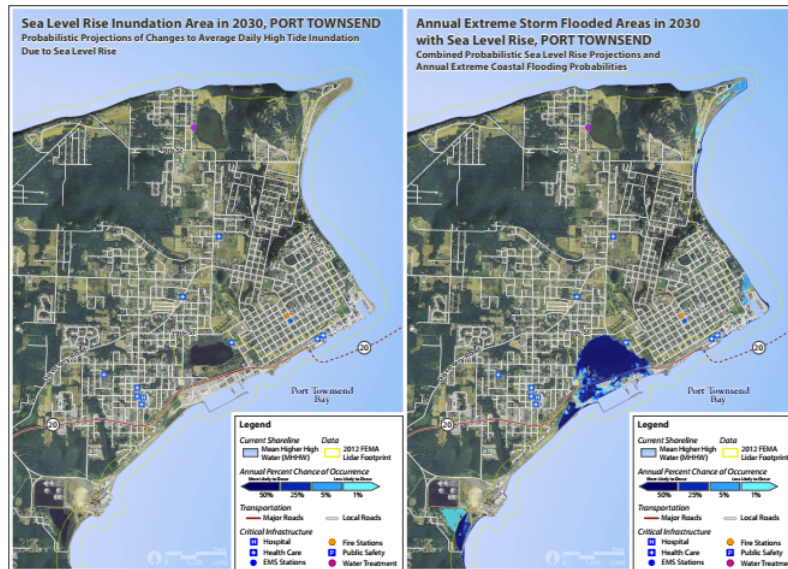 Sea Level Rise Inundation Area in 2030, PORT TOWNSEND
Probabilistic Projections of Changes to Average Daily High Tide Inundation
Due to Sea Level Rise
20
Port Townsend
Bay
20
Legend
Current Shoreline
Data
Mean Higher High
Water (MHHW)
2012 FEMA
Lidar Footprint
Annual Percent Chance of Occurrence
More Likely to Occur
Less Likely to Occur
50%
25%
5%
1%
Transportation
Major Roads
Local Roads
Critical Infrastructure
Hospital
Health Care
EMS Stations
Fire Stations
Public Safety
Water Treatment
Annual Extreme Storm Flooded Areas in 2030
with Sea Level Rise, PORT TOWNSEND
Combined Probabilistic Sea Level Rise Projections and
Annual Extreme Coastal Flooding Probabilities
20
Port Townsend
Bay
20
Legend
Current Shoreline
Data
Mean Higher High
Water (MHHW)
2012 FEMA
Lidar Footprint
Annual Percent Chance of Occurrence
More Likely to Occur
Less Likely to Occur
50%
25%
5%
1%
Transportation
Major Roads
Local Roads
Critical Infrastructure
Hospital
Health Care
EMS Stations
Fire Stations
Public Safety
Water Treatment